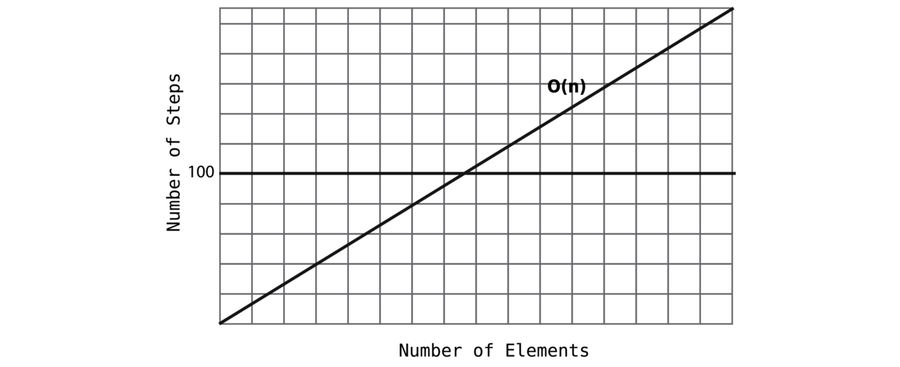 O(n)
Number of Steps
100
Number of Elements